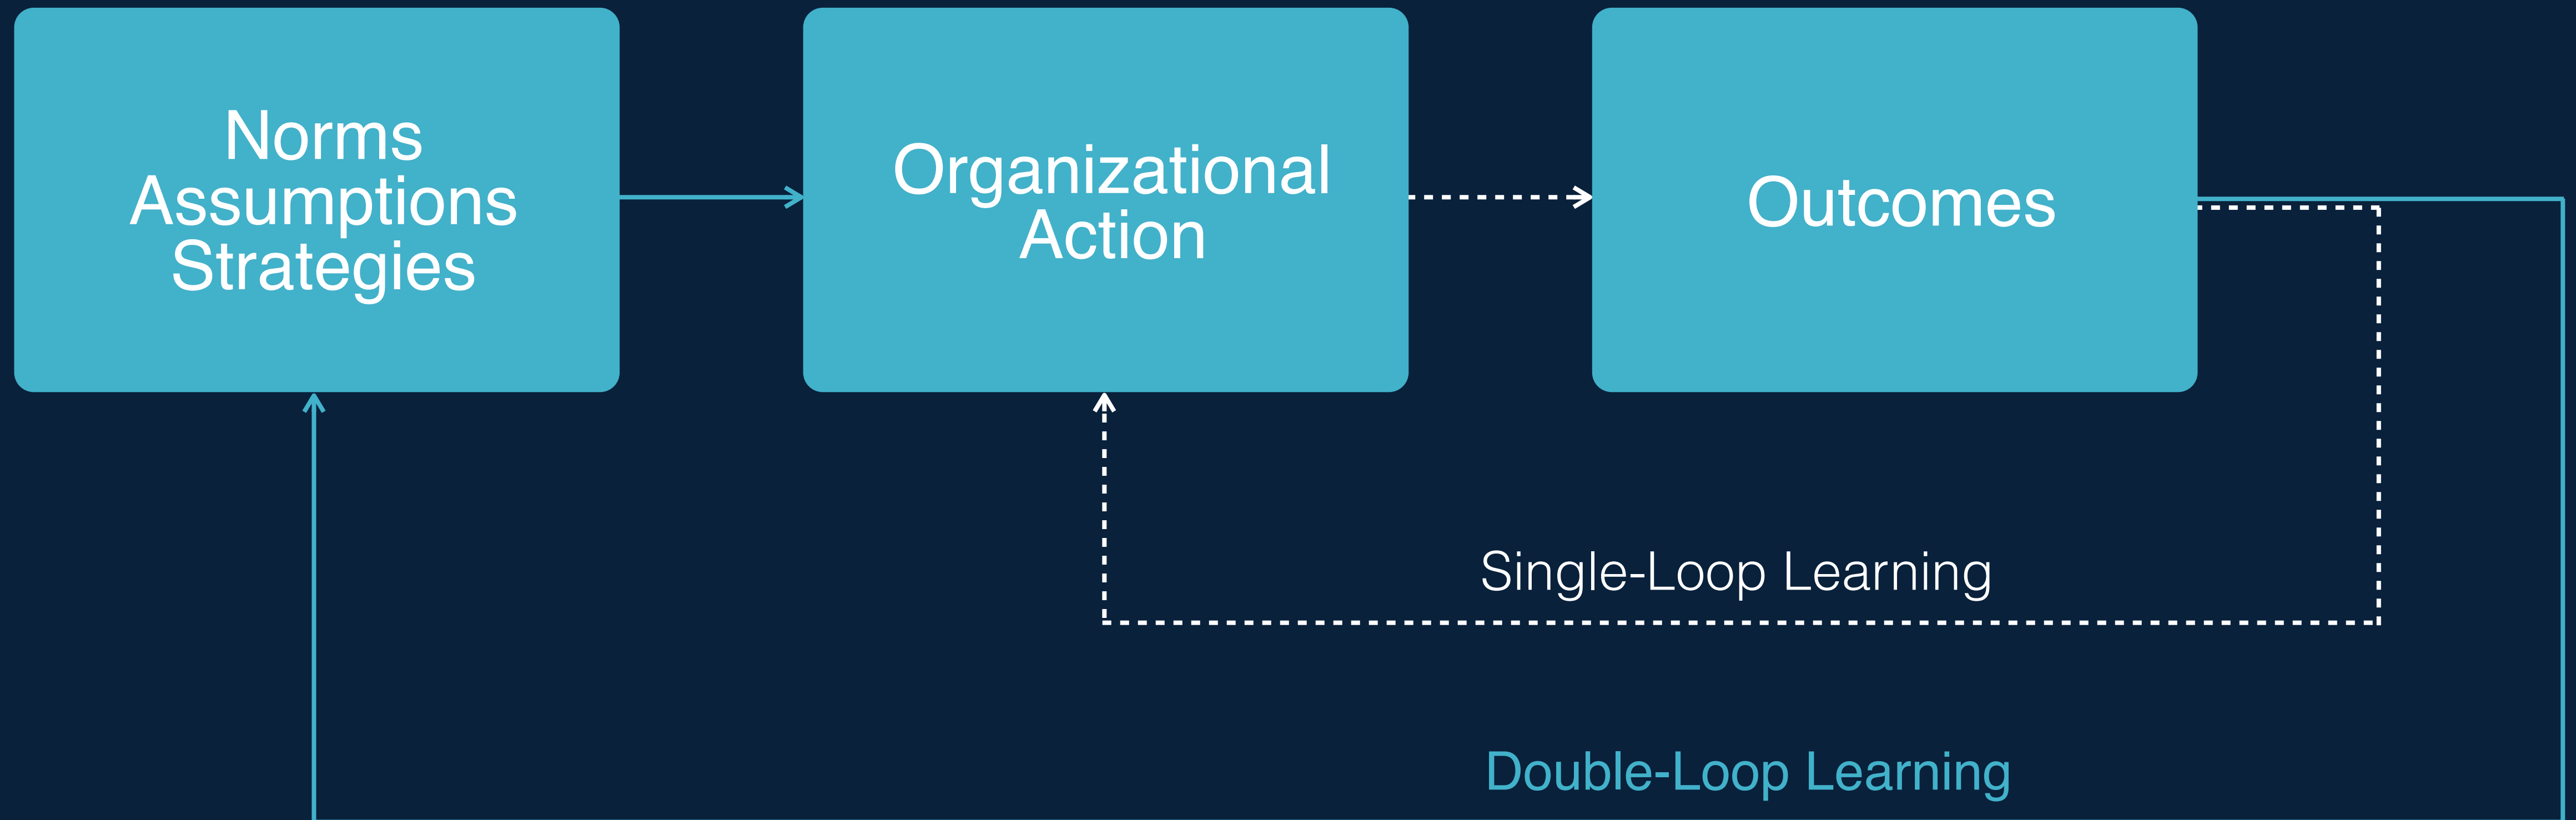 Norms
Assumptions
Strategies
Organizational
Action
Outcomes
Single-Loop Learning
Double-Loop Learning